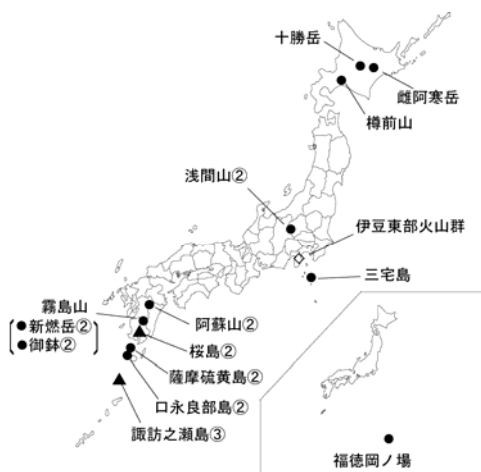 十勝岳
雌阿寒岳
樽前山
浅間山②
伊豆東部火山群
三宅島
霧島山
新燃岳②
御鉢②
阿蘇山②
桜島②
薩摩硫黄島②
口永良部島②
諏訪之瀬島③
福徳岡ノ場